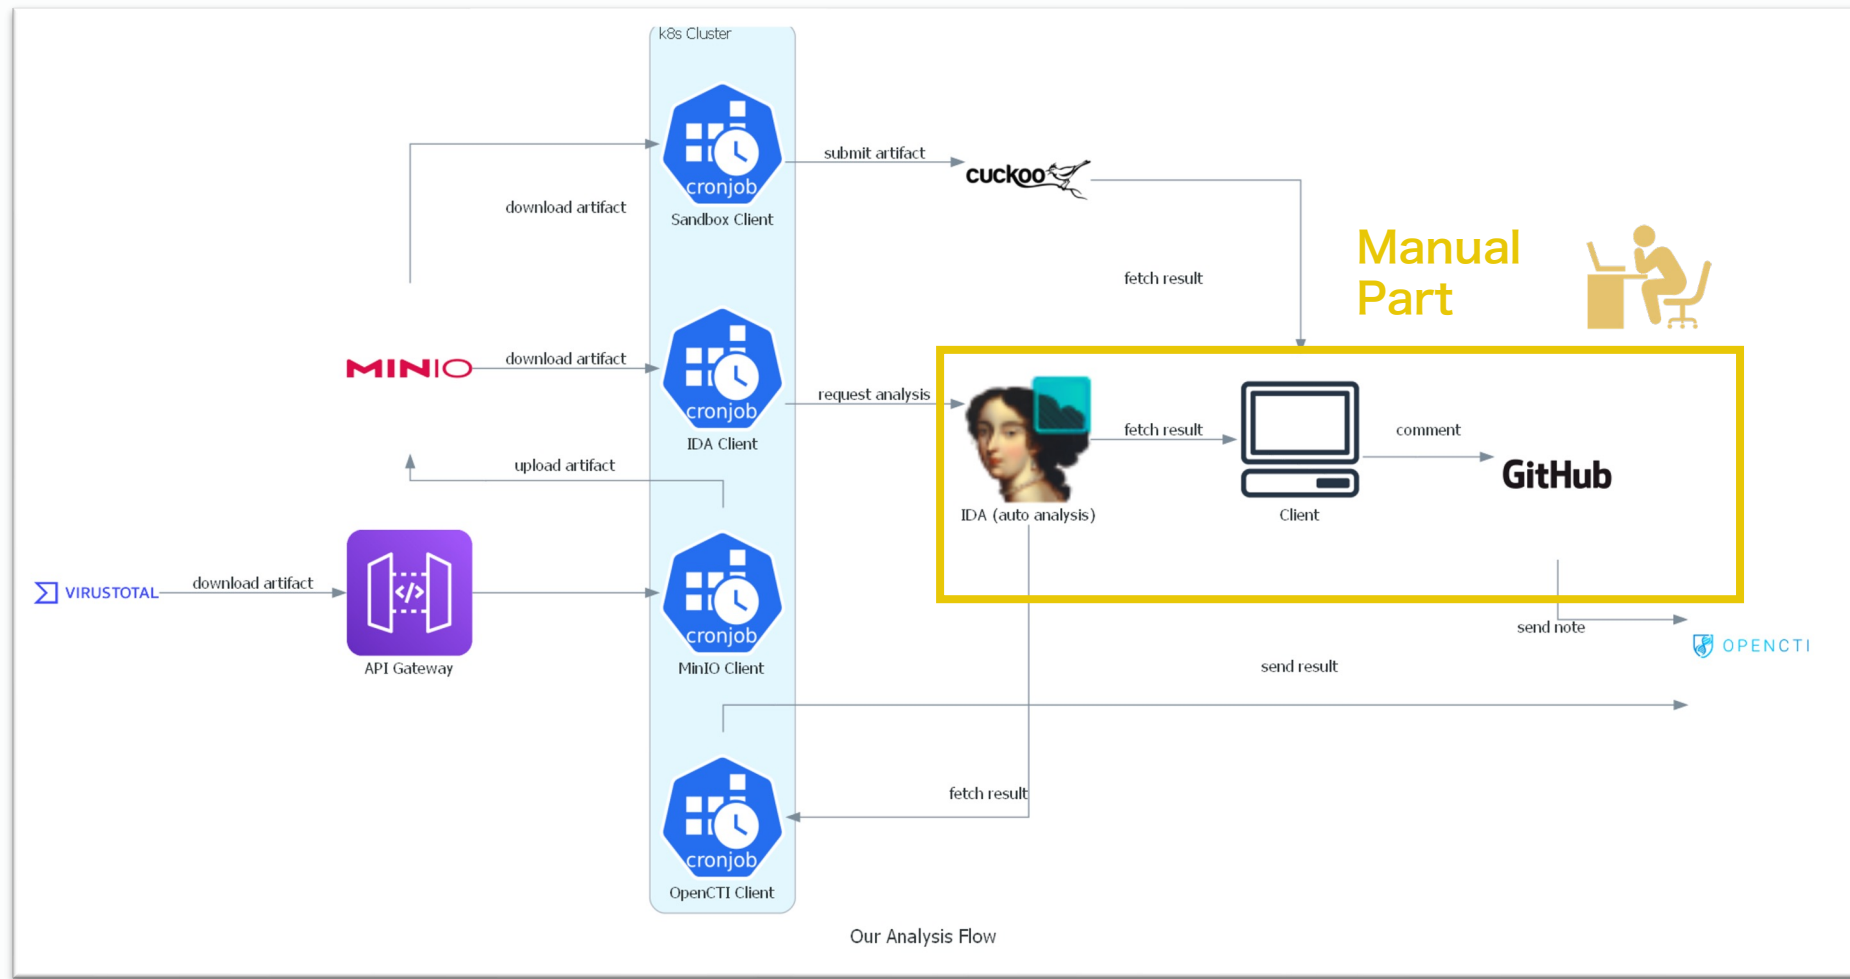 k8s Cluster
cronjob
Sandbox Client
submit artifact
cuckoo
download artifact
Manual
Part
fetch result
MINIO
download artifact
cronjob
IDA Client
request analysis
IDA (auto analysis)
fetch result
Client
comment
GitHub
upload artifact
VIRUSTOTAL
download artifact
</>
API Gateway
cronjob
MinIO Client
send note
OPENCTI
send result
fetch result
cronjob
OpenCTI Client
Our Analysis Flow